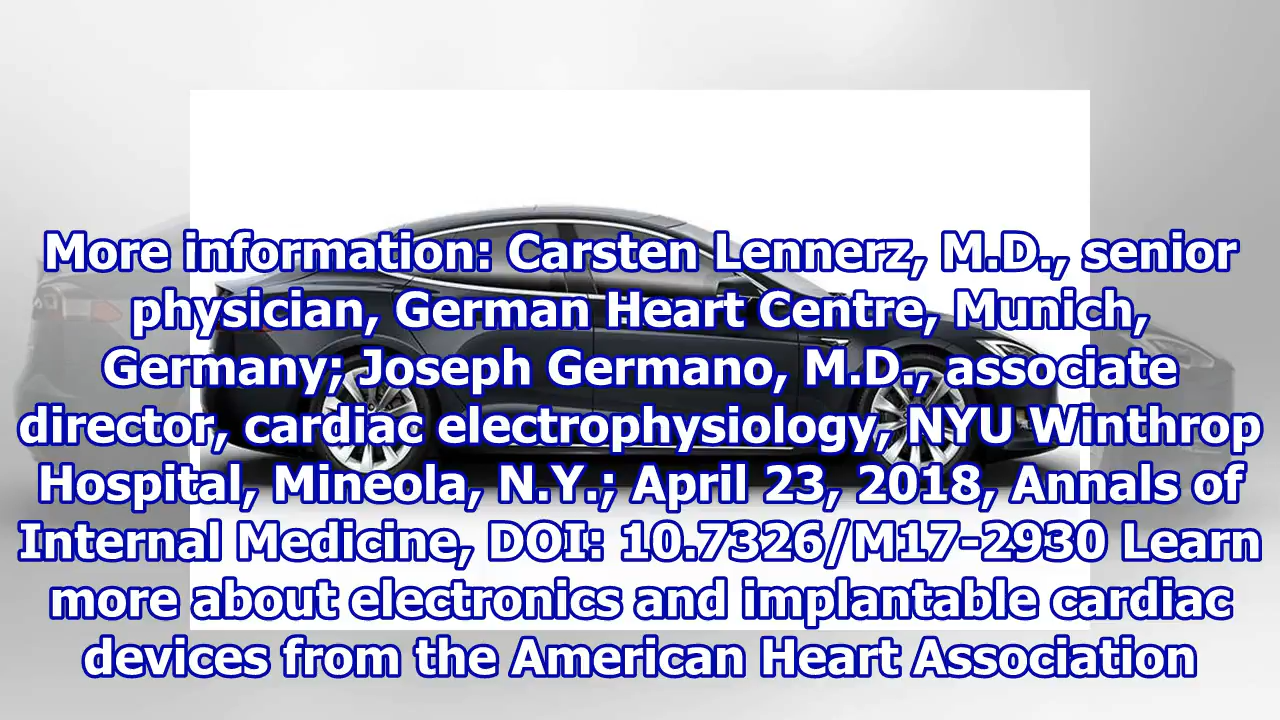 More information: Carsten Lennerz, M.D., senior
physician, German Heart Centre, Munich,
Germany; Joseph Germano, M.D., associate
director, cardiac electrophysiology, NYU Winthrop
Hospital, Mineola, N.Y.; April 23, 2018, Annals of
Internal Medicine, DOI: 10.7326/M17-2930 Learn
more about electronics and implantable cardiac
devices from the American Heart Association